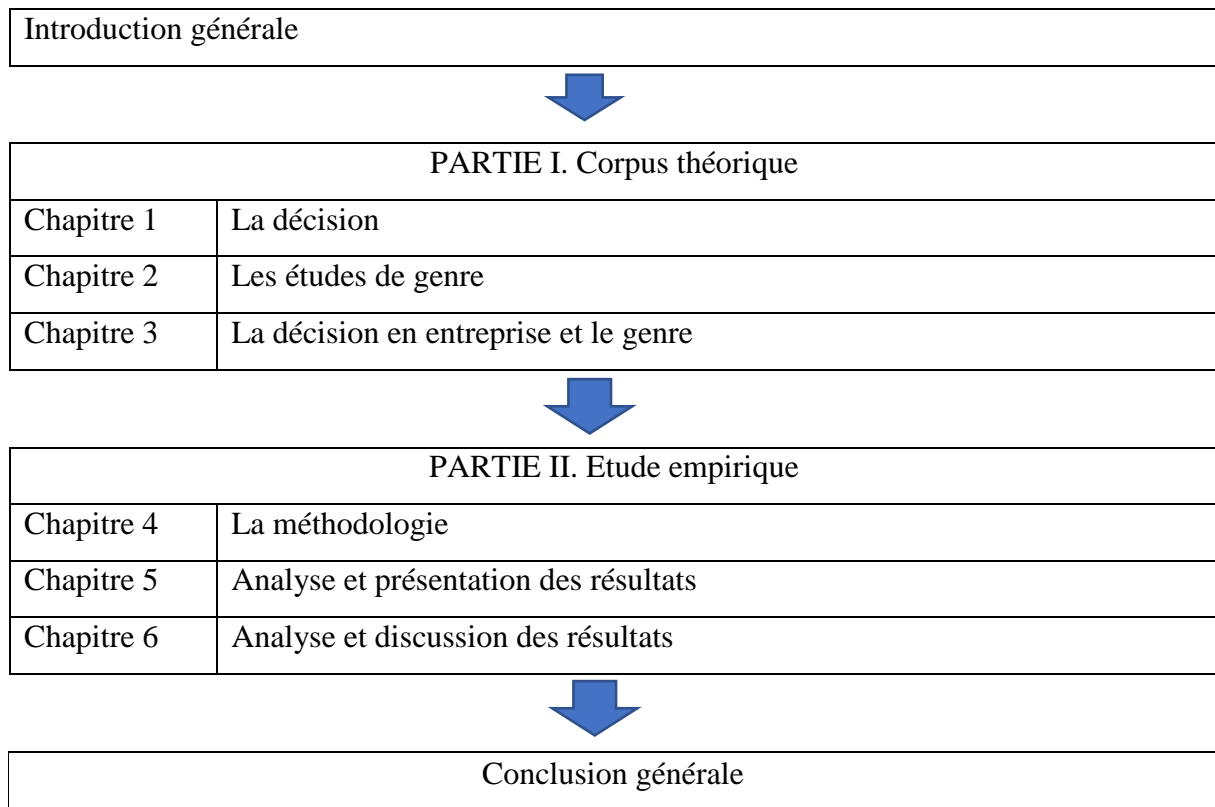 Introduction générale
PARTIE I. Corpus théorique
Chapitre 1 La décision
Chapitre 2 Les études de genre
Chapitre 3 La décision en entreprise et le genre
PARTIE II. Etude empirique
Chapitre 4 La méthodologie
Chapitre 5 Analyse et présentation des résultats
Chapitre 6 Analyse et discussion des résultats
Conclusion générale